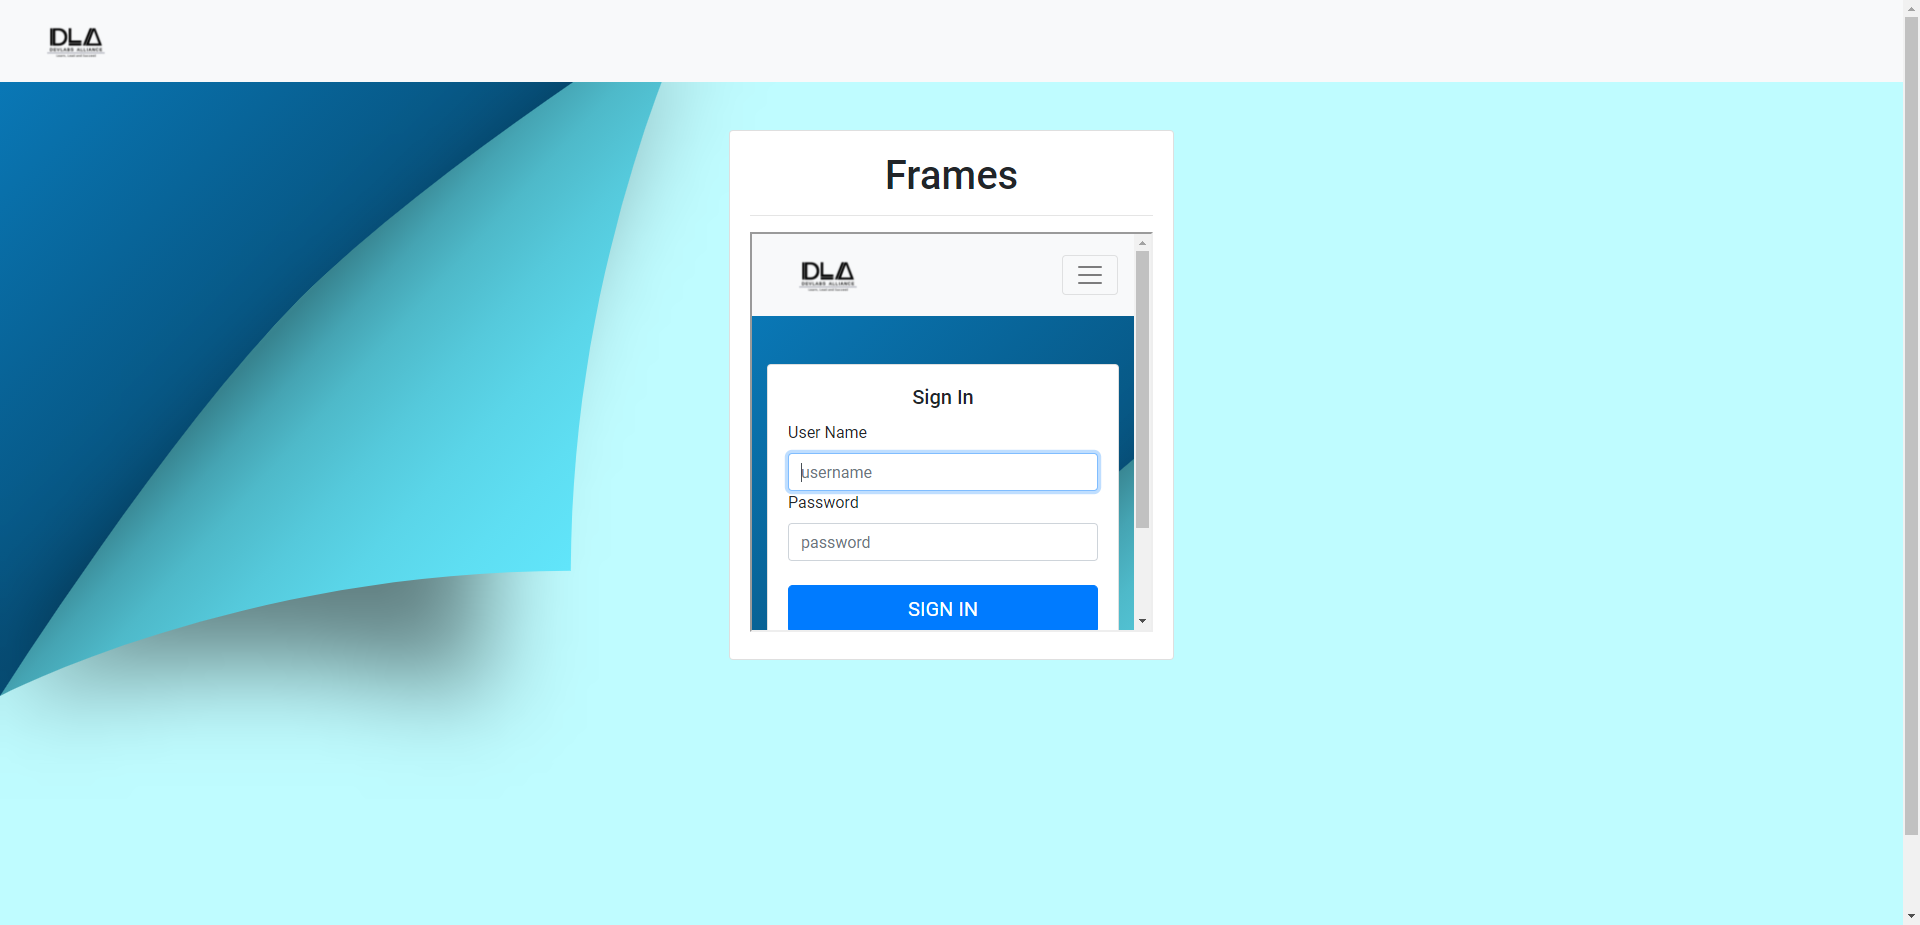 DLA
DEVLABS ALLIANCE
Frames
DLA
DEVLABS ALLIANCE
Sign In
User Name
username
Password
password
SIGN IN